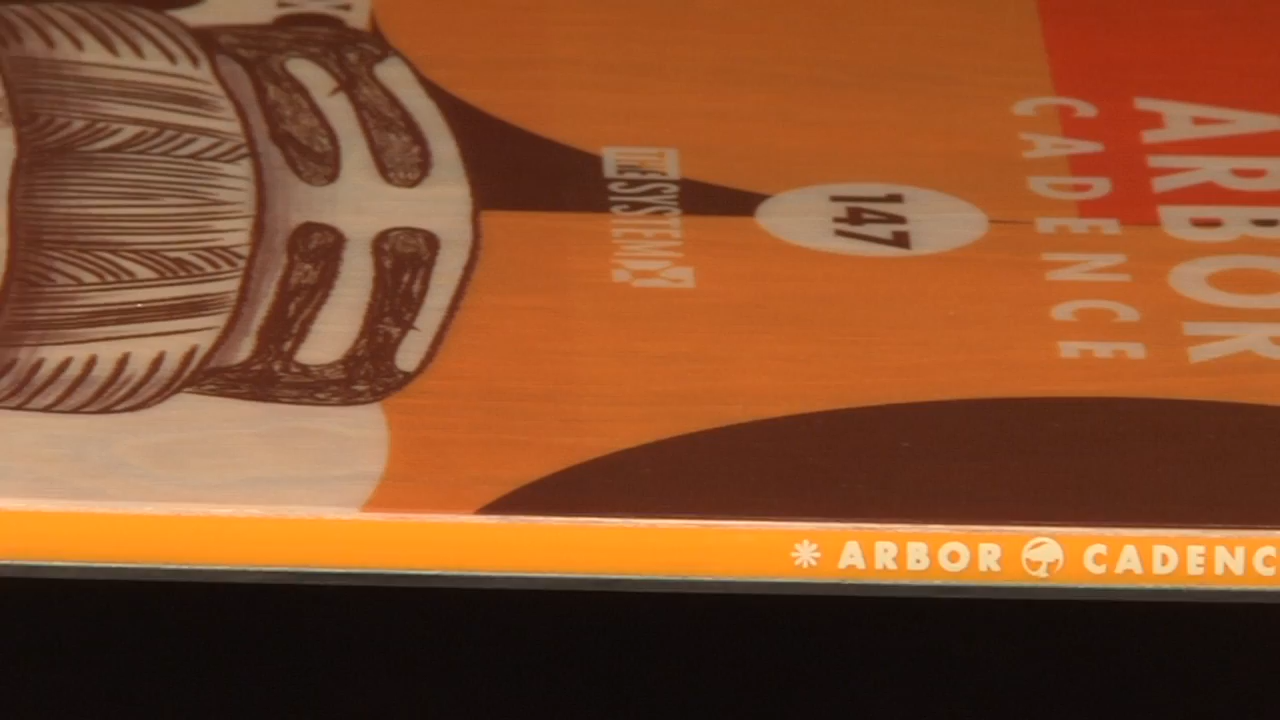 X
THE SYSTEM
147
ARBOR
CADENCE
ARBOR CADENC